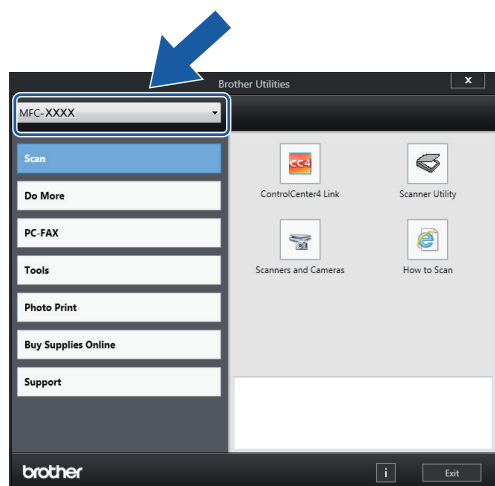 Brother Utilities
x
MFC-XXXX
Scan
Do More
PC-FAX
Tools
Photo Print
Buy Supplies Online
Support
CC4
ControlCenter4 Link
Scanner Utility
Scanners and Cameras
How to Scan
brother
i
Exit